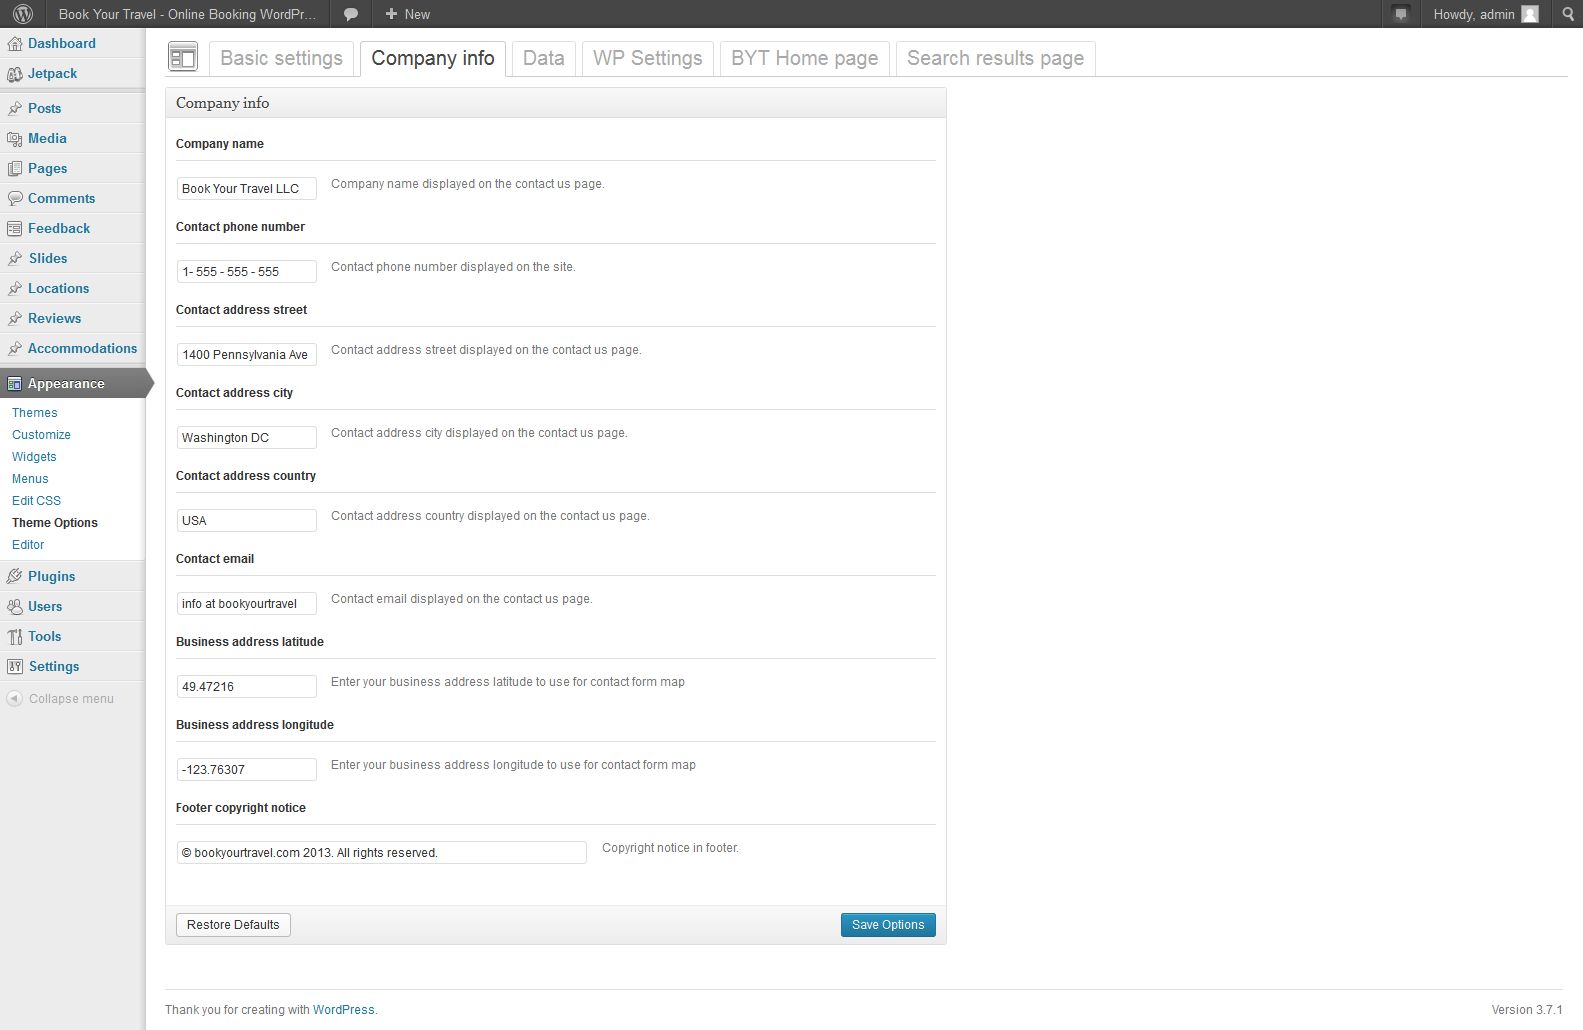 Book Your Travel - Online Booking WordPr...
New
Howdy, admin
Dashboard
Jetpack
Posts
Media
Pages
Comments
Feedback
Slides
Locations
Reviews
Accommodations
Appearance
Themes
Customize
Widgets
Menus
Edit CSS
Theme Options
Editor
Plugins
Users
Tools
Settings
Collapse menu
Basic settings
Company info
Data
WP Settings
BYT Home page
Search results page
Company info
Company name
Book Your Travel LLC
Company name displayed on the contact us page.
Contact phone number
1- 555 - 555 - 555
Contact phone number displayed on the site.
Contact address street
1400 Pennsylvania Ave
Contact address street displayed on the contact us page.
Contact address city
Washington DC
Contact address city displayed on the contact us page.
Contact address country
USA
Contact address country displayed on the contact us page.
Contact email
info at bookyourtravel
Contact email displayed on the contact us page.
Business address latitude
49.47216
Enter your business address latitude to use for contact form map
Business address longitude
-123.76307
Enter your business address longitude to use for contact form map
Footer copyright notice
© bookyourtravel.com 2013. All rights reserved.
Copyright notice in footer.
Restore Defaults
Save Options
Thank you for creating with WordPress.
Version 3.7.1